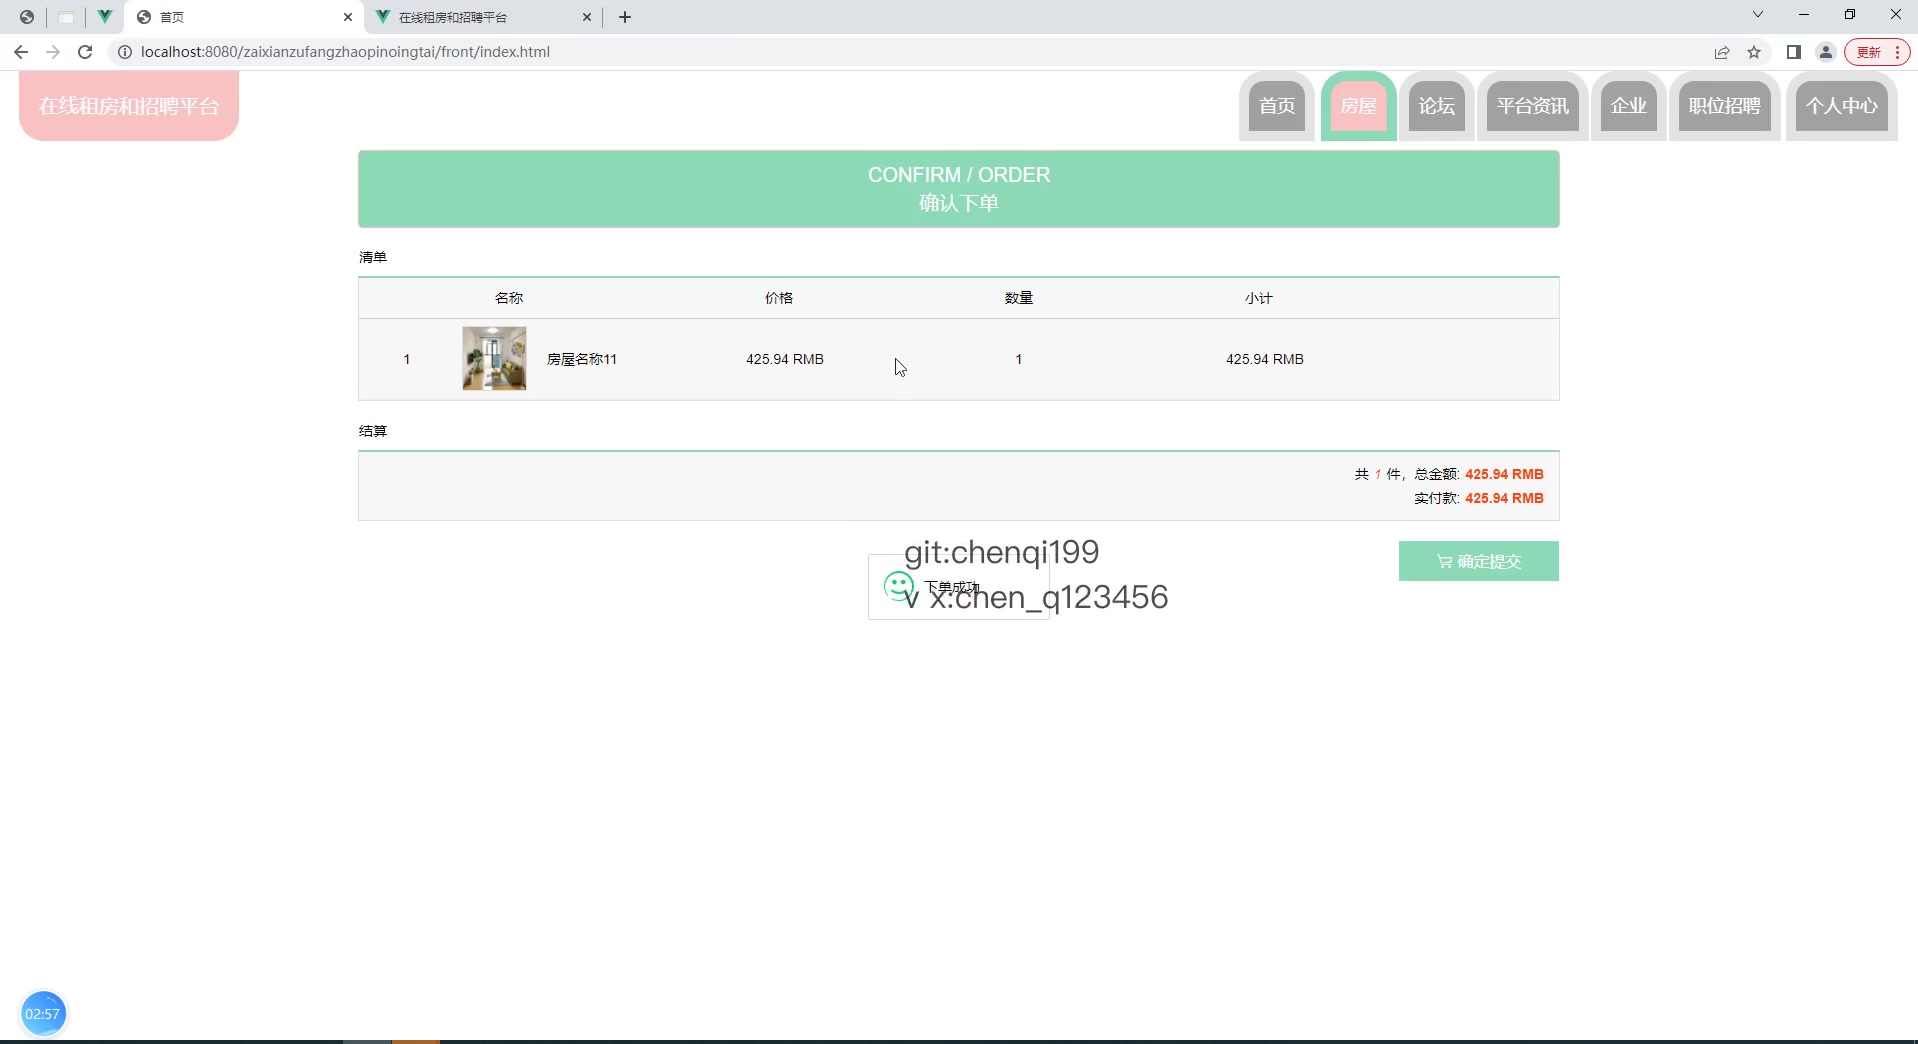 首页
在线租房和招聘平台
localhost:8080/zaixianzufangzhaopinoingtai/front/index.html
更新
在线租房和招聘平台
首页
房屋
论坛
平台资讯
企业
职位招聘
个人中心
CONFIRM / ORDER
确认下单
清单
名称 价格 数量 小计
1 房屋名称11 425.94 RMB 1 425.94 RMB
结算
共 1 件，总金额: 425.94 RMB
实付款: 425.94 RMB
确定提交
git:chenqi199
下单成功
v x:chen_q123456
02:57